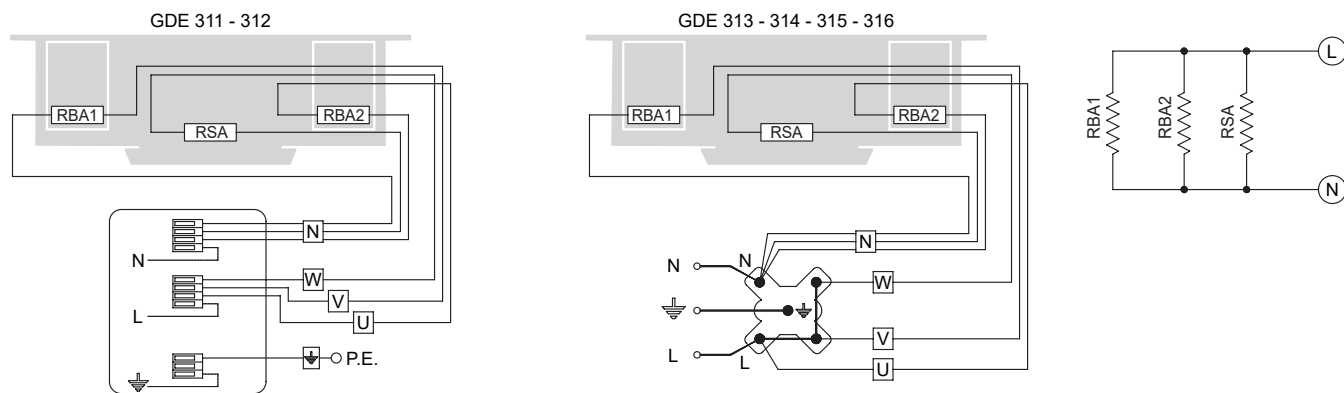 GDE 311 - 312
RBA1
RBA2
RSA
N
N
W
V
L
U
P.E.
GDE 313 - 314 - 315 - 316
RBA1
RBA2
RSA
N
N
N
W
V
L
L
U
L
RBA1
RBA2
RSA
N